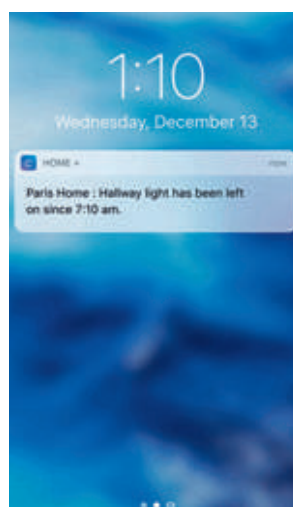 1:10
Wednesday, December 13
HOME +
now
Paris Home : Hallway light has been left
on since 7:10 am.